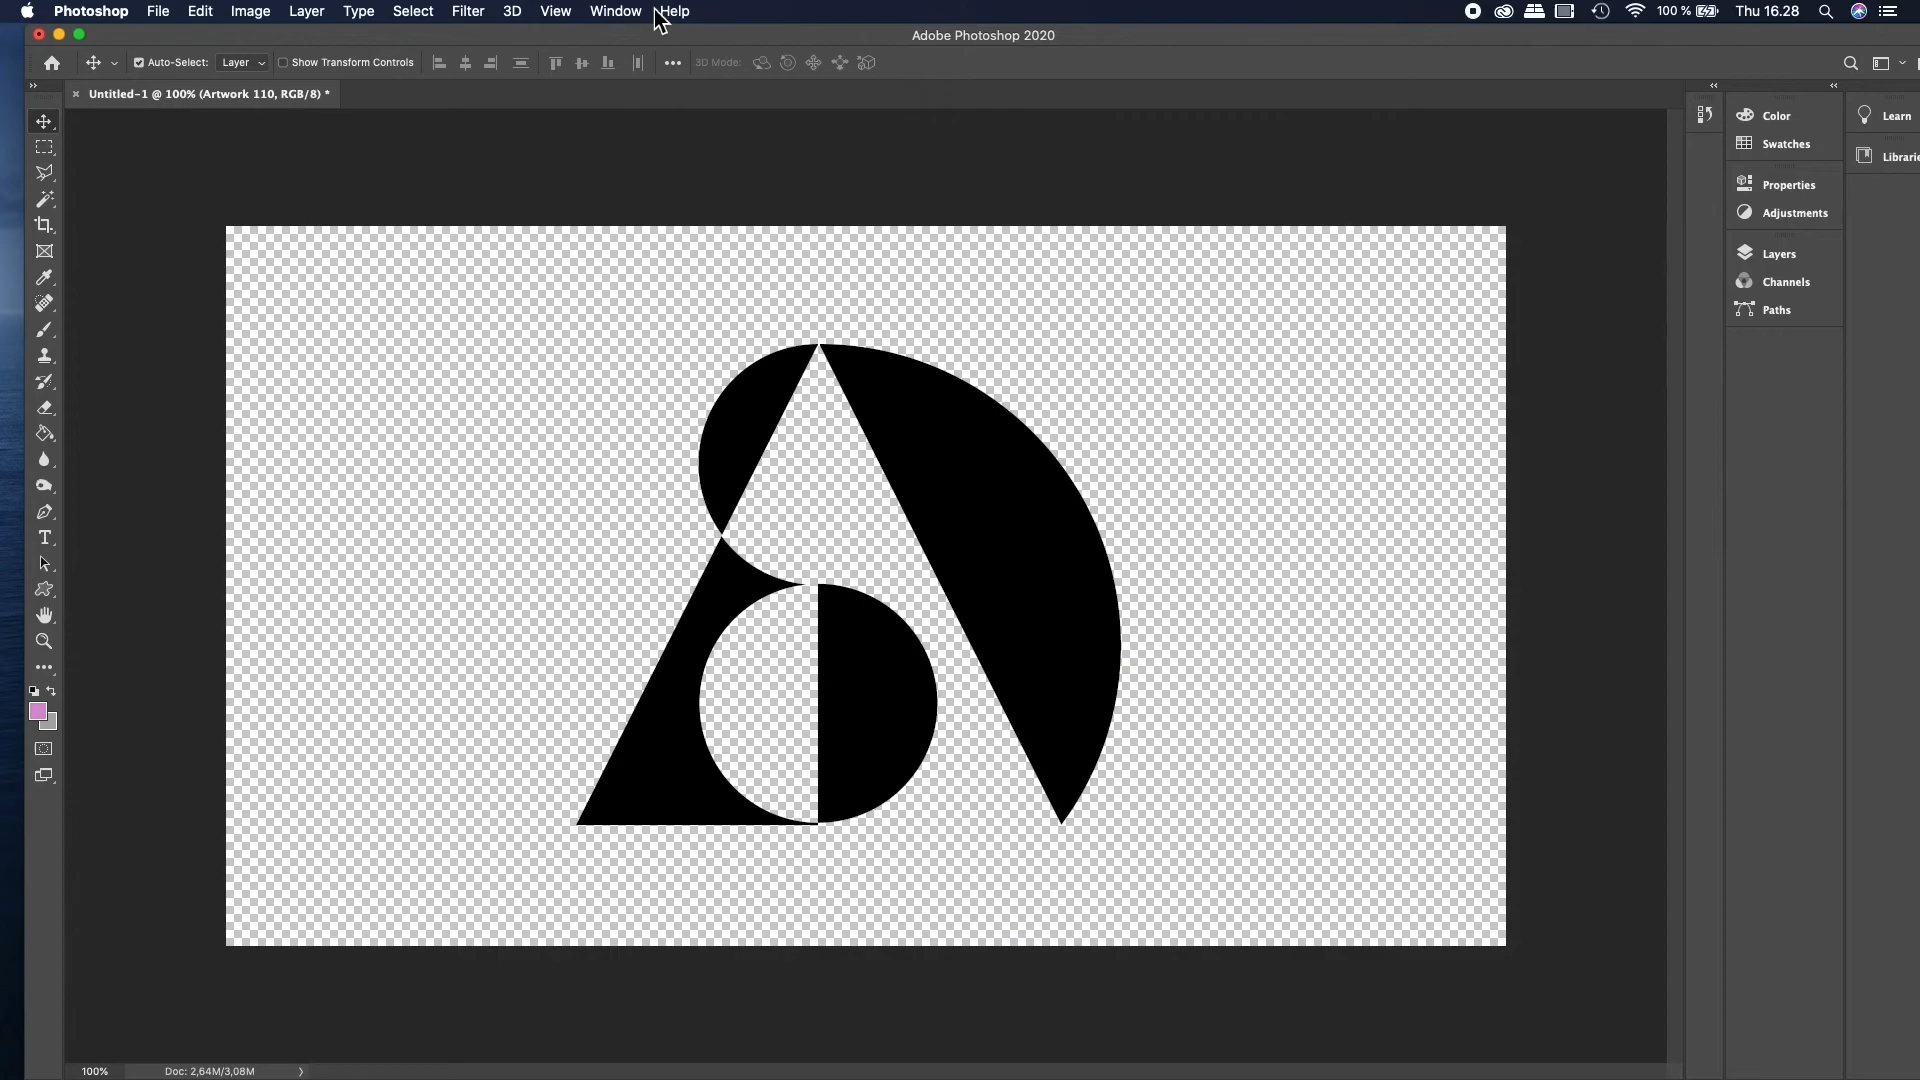 Photoshop File Edit Image Layer Type Select Filter 3D View Window Help 100 % Thu 16.28
Adobe Photoshop 2020
Auto-Select: Layer Show Transform Controls 3D Mode:
Untitled-1 @ 100% (Artwork 110, RGB/8) *
Color
Learn
Swatches
Librarie
Properties
Adjustments
Layers
Channels
Paths
100% Doc: 2,64M/3,08M